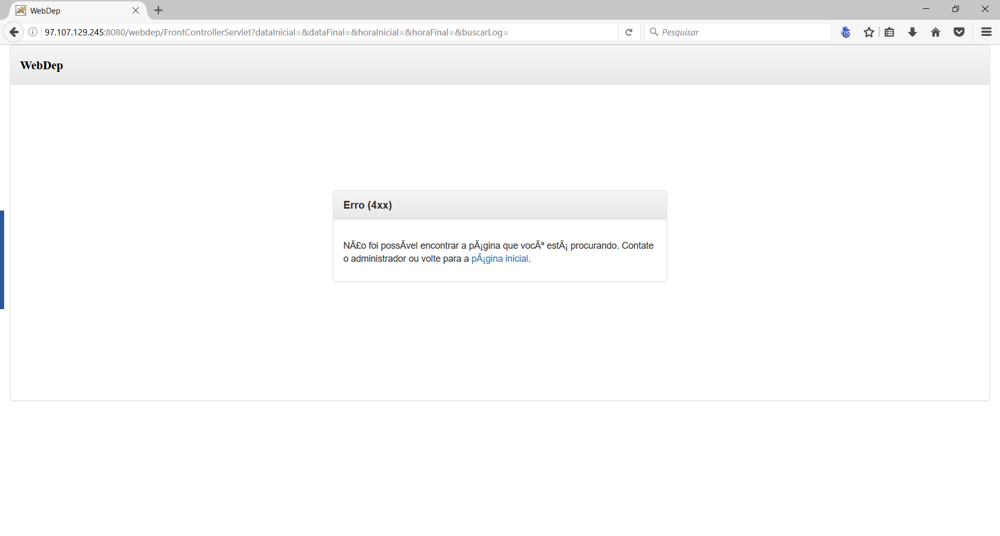 WebDep
97.107.129.245:8080/webdep/FrontControllerServlet?dataInicial=&dataFinal=&horaInicial=&horaFinal=&buscarLog=
Pesquisar
WebDep
Erro (4xx)
NÃ£o foi possÃ­vel encontrar a pÃ¡gina que vocÃª estÃ¡ procurando. Contate
o administrador ou volte para a pÃ¡gina inicial.